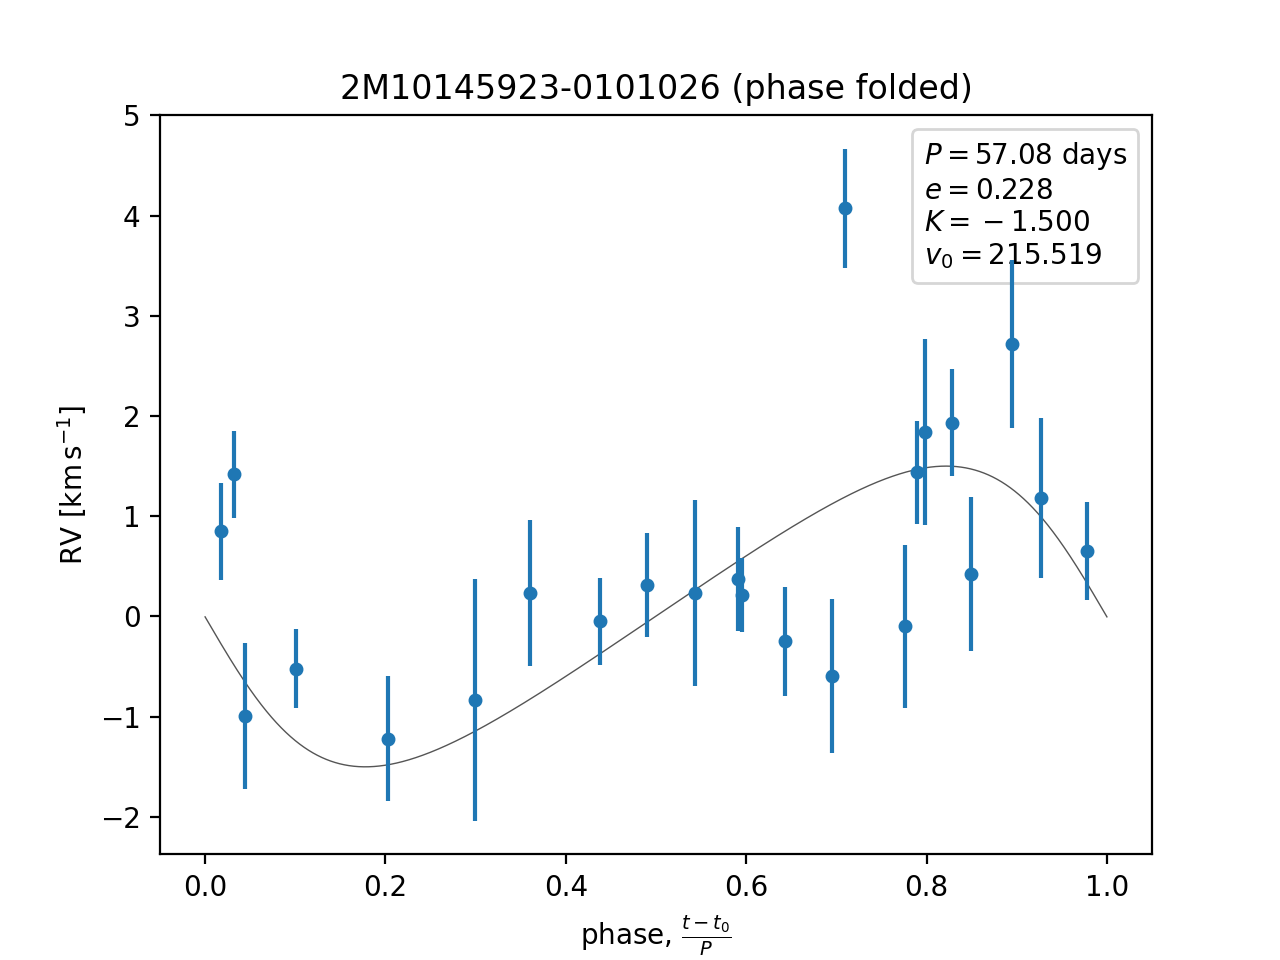 2M10145923-0101026 (phase folded)
P = 57.08 days
e = 0.228
K = −1.500
v₀ = 215.519
RV [km s⁻¹]
5
4
3
2
1
0
−1
−2
0.0 0.2 0.4 0.6 0.8 1.0
phase, (t − t₀)/P